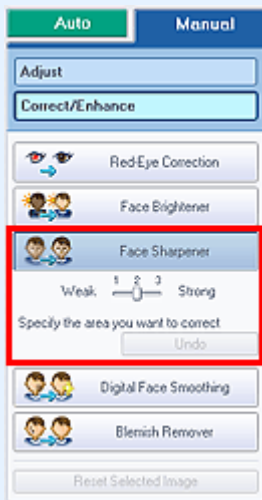 Auto Manual
Adjust
Correct/Enhance
Red-Eye Correction
Face Brightener
Face Sharpener
1 2 3
Weak Strong
Specify the area you want to correct
Undo
Digital Face Smoothing
Blemish Remover
Reset Selected Image